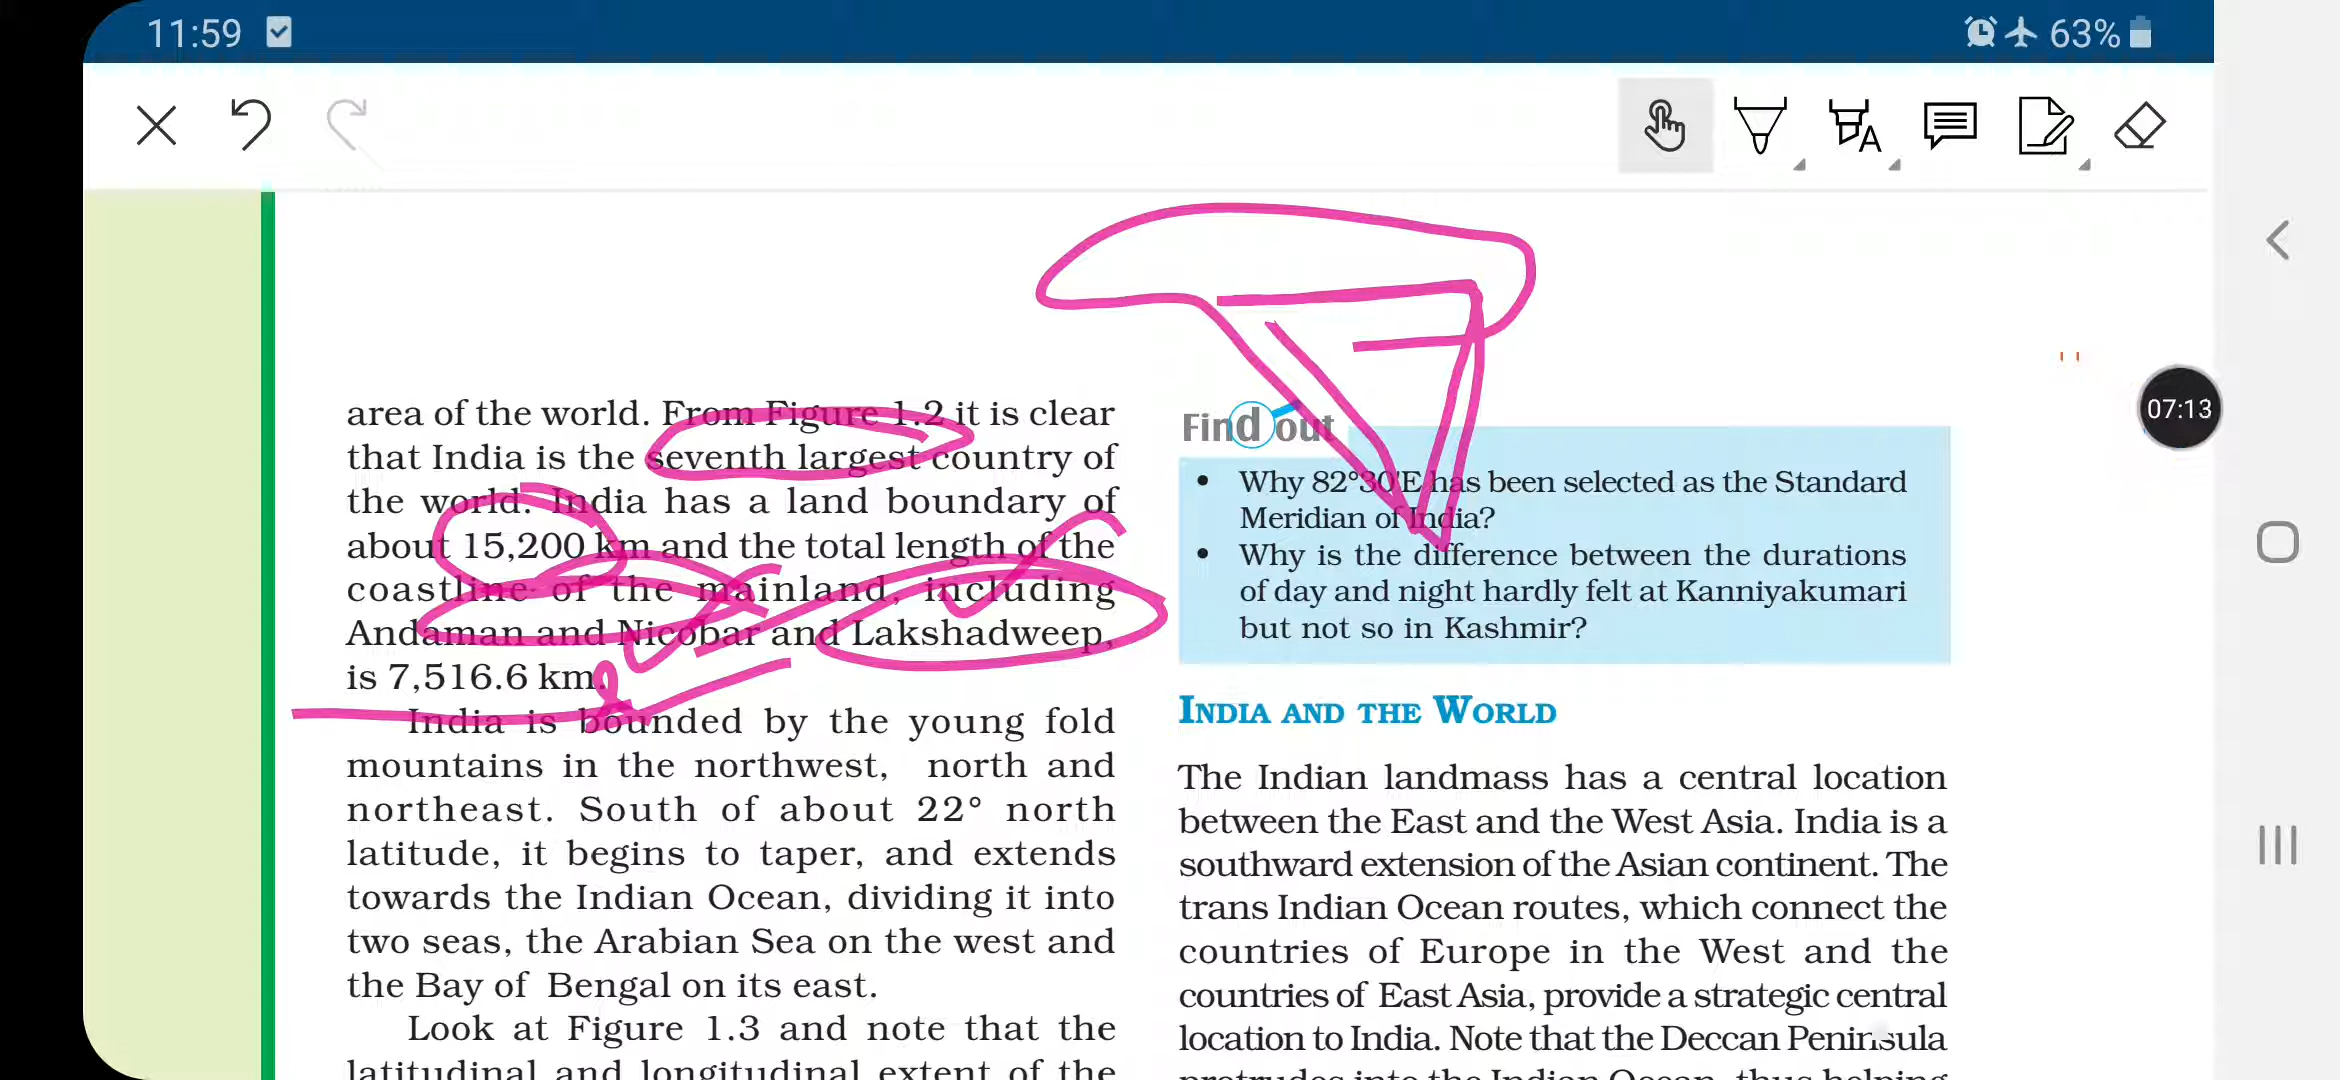 11:59
63%
07:13
area of the world. From Figure 1.2 it is clear
that India is the seventh largest country of
the world. India has a land boundary of
about 15,200 km and the total length of the
coastline of the mainland, including
Andaman and Nicobar and Lakshadweep,
is 7,516.6 km.
India is bounded by the young fold
mountains in the northwest, north and
northeast. South of about 22° north
latitude, it begins to taper, and extends
towards the Indian Ocean, dividing it into
two seas, the Arabian Sea on the west and
the Bay of Bengal on its east.
Look at Figure 1.3 and note that the
latitudinal and longitudinal extent of the
Find out
• Why 82°30'E has been selected as the Standard
Meridian of India?
• Why is the difference between the durations
of day and night hardly felt at Kanniyakumari
but not so in Kashmir?
INDIA AND THE WORLD
The Indian landmass has a central location
between the East and the West Asia. India is a
southward extension of the Asian continent. The
trans Indian Ocean routes, which connect the
countries of Europe in the West and the
countries of East Asia, provide a strategic central
location to India. Note that the Deccan Peninsula
protrudes into the Indian Ocean, thus helping